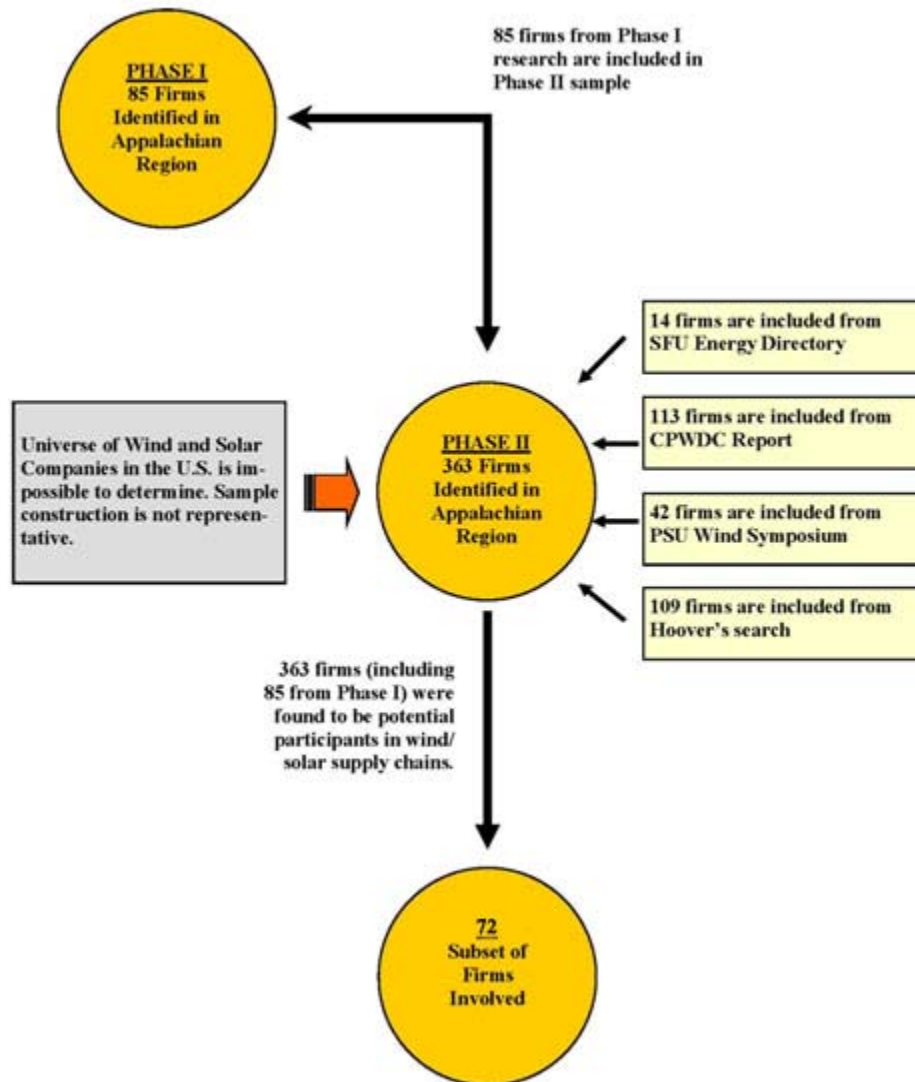 85 firms from Phase I
research are included in
Phase II sample
PHASE I
85 Firms
Identified in
Appalachian
Region
14 firms are included from
SFU Energy Directory
113 firms are included from
CPWDC Report
42 firms are included from
PSU Wind Symposium
109 firms are included from
Hoover's search
Universe of Wind and Solar
Companies in the U.S. is im-
possible to determine. Sample
construction is not represen-
tative.
PHASE II
363 Firms
Identified in
Appalachian
Region
363 firms (including
85 from Phase I) were
found to be potential
participants in wind/
solar supply chains.
72
Subset of
Firms
Involved